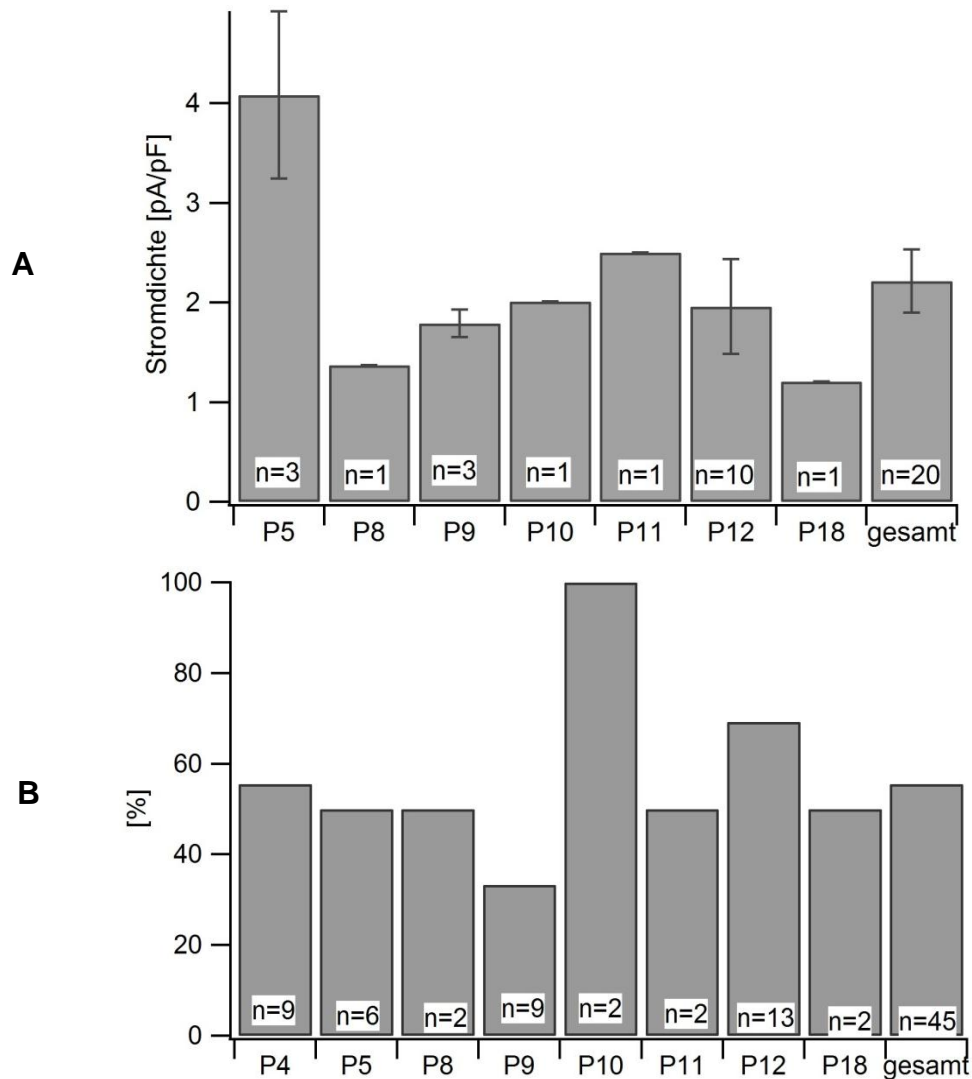 A
Stromdichte [pA/pF]
4
3
2
1
0
n=3 n=1 n=3 n=1 n=1 n=10 n=1 n=20
P5 P8 P9 P10 P11 P12 P18 gesamt
B
[%]
100
80
60
40
20
0
n=9 n=6 n=2 n=9 n=2 n=2 n=13 n=2 n=45
P4 P5 P8 P9 P10 P11 P12 P18 gesamt